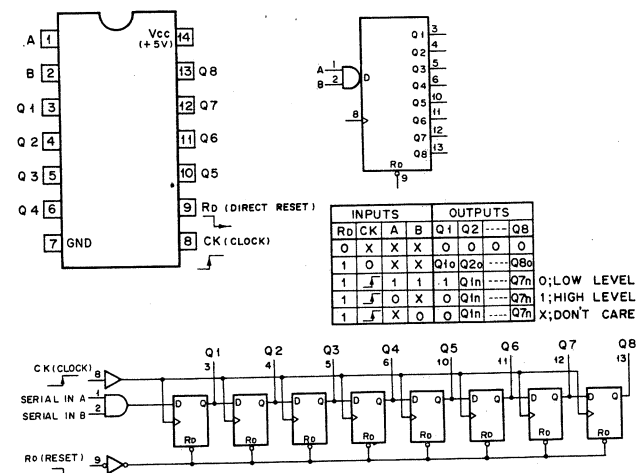 A 1
B 2
Q1 3
Q2 4
Q3 5
Q4 6
7 GND
Vcc (+5V) 14
13 Q8
12 Q7
11 Q6
10 Q5
9 RD (DIRECT RESET)
8 CK (CLOCK)
A 1
B 2
D
8
Q1 3
Q2 4
Q3 5
Q4 6
Q5 10
Q6 11
Q7 12
Q8 13
RD
9
INPUTS OUTPUTS
RD CK A B Q1 Q2 ---- Q8
0 X X X 0 0 0 0
1 0 X X Q1o Q2o ---- Q8o
1 1 1 1 Q1n ---- Q7n 0;LOW LEVEL
1 0 X 0 Q1n ---- Q7n 1;HIGH LEVEL
1 X 0 0 Q1n ---- Q7n X;DON'T CARE
Q1 Q2 Q3 Q4 Q5 Q6 Q7 Q8
3 4 5 6 10 11 12 13
CK(CLOCK) 8
SERIAL IN A 1
SERIAL IN B 2
D Q D Q D Q D Q D Q D Q D Q D Q
RD RD RD RD RD RD RD RD
RD (RESET) 9